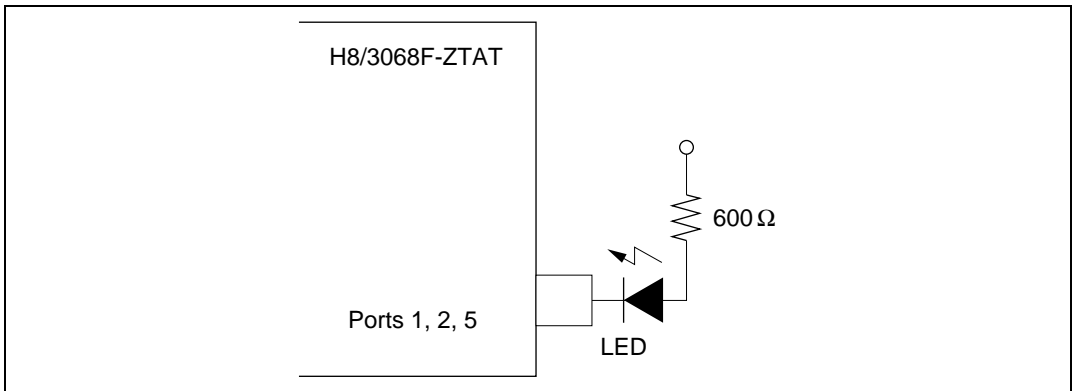 H8/3068F-ZTAT
600 Ω
Ports 1, 2, 5
LED